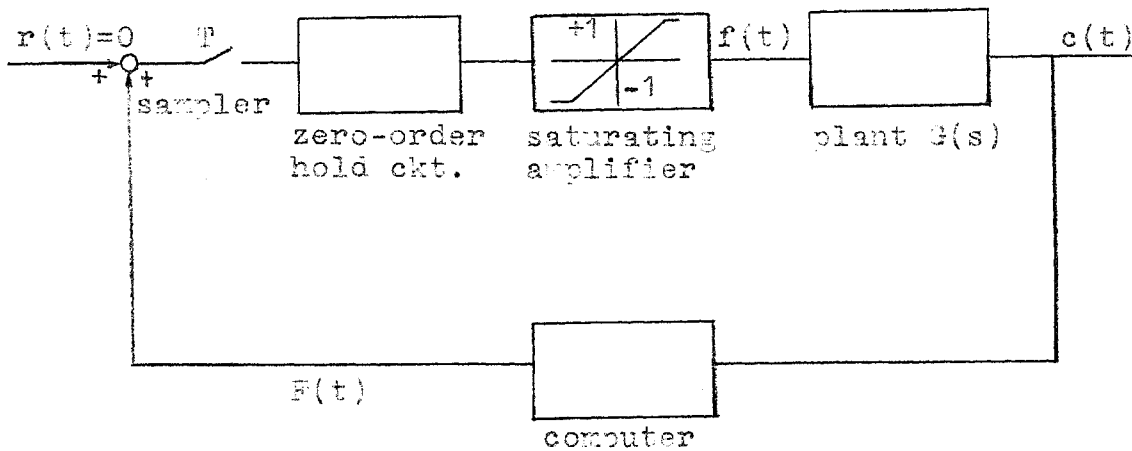 r(t)=0
T
+1
f(t)
c(t)
+
+
-1
sampler
zero-order
hold ckt.
saturating
amplifier
plant G(s)
F(t)
computer